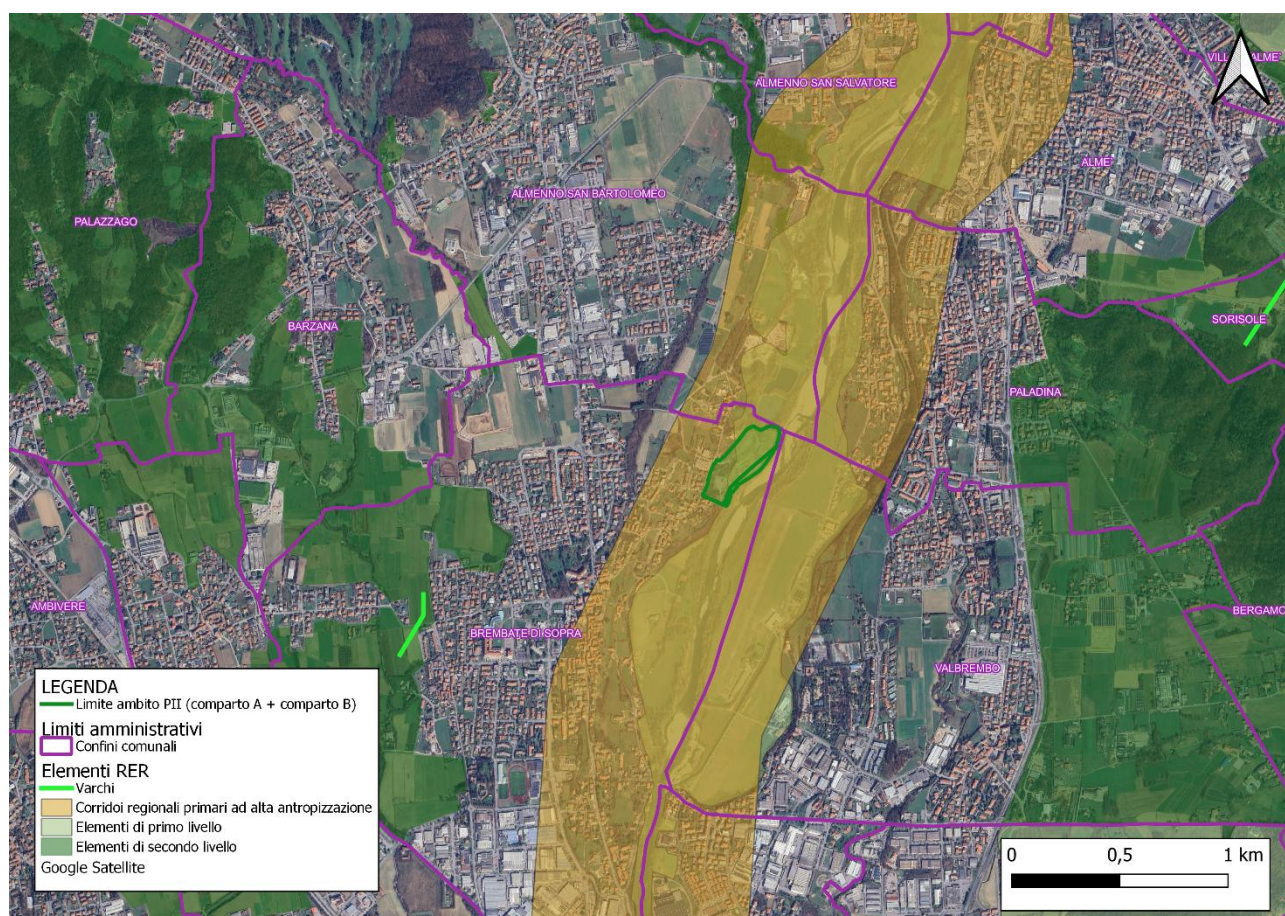 VILLA D'ALME'
ALMENNO SAN SALVATORE
ALME'
ALMENNO SAN BARTOLOMEO
PALAZZAGO
SORISOLE
BARZANA
PALADINA
AMBIVERE
BERGAMO
BREMBATE DI SOPRA
VALBREMBO
LEGENDA
Limite ambito PII (comparto A + comparto B)
Limiti amministrativi
Confini comunali
Elementi RER
Varchi
Corridoi regionali primari ad alta antropizzazione
Elementi di primo livello
Elementi di secondo livello
Google Satellite
0 0,5 1 km